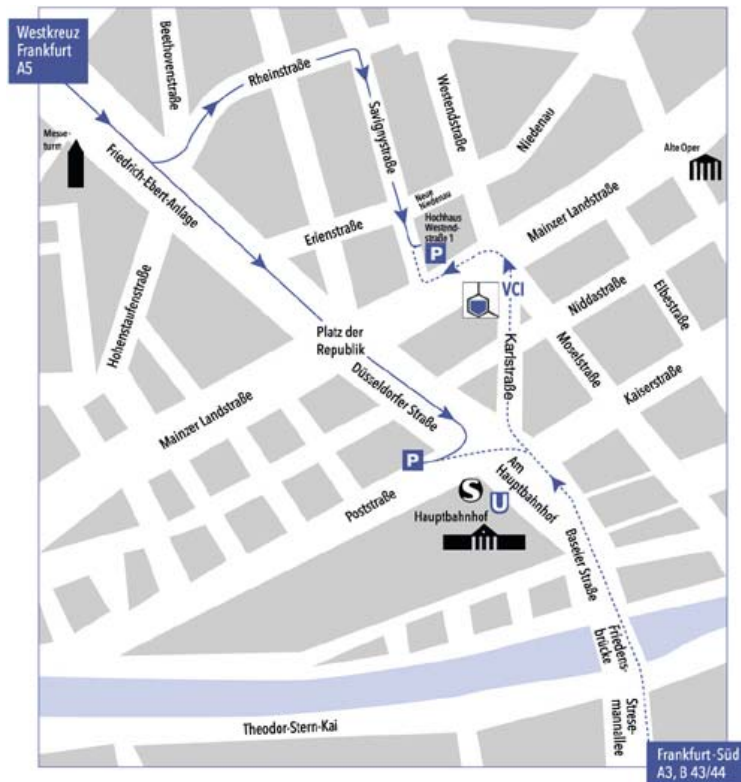 Westkreuz
Frankfurt
A5
Beethovenstraße
Rheinstraße
Savignystraße
Westendstraße
Niedenau
Messe-
turm
Friedrich-Ebert-Anlage
Alte Oper
Neue
Niedenau
Hochhaus
Westend-
straße 1
P
Erienstraße
Mainzer Landstraße
Hohenstaufenstraße
VCI
Niddastraße
Elbestraße
Platz der
Republik
Karlstraße
Moselstraße
Kaiserstraße
Düsseldorfer Straße
Mainzer Landstraße
P
Poststraße
Am
Hauptbahnhof
S
U
Hauptbahnhof
Baseler Straße
Friedens-
brücke
Strese-
mannallee
Theodor-Stern-Kai
Frankfurt-Süd
A3, B 43/44